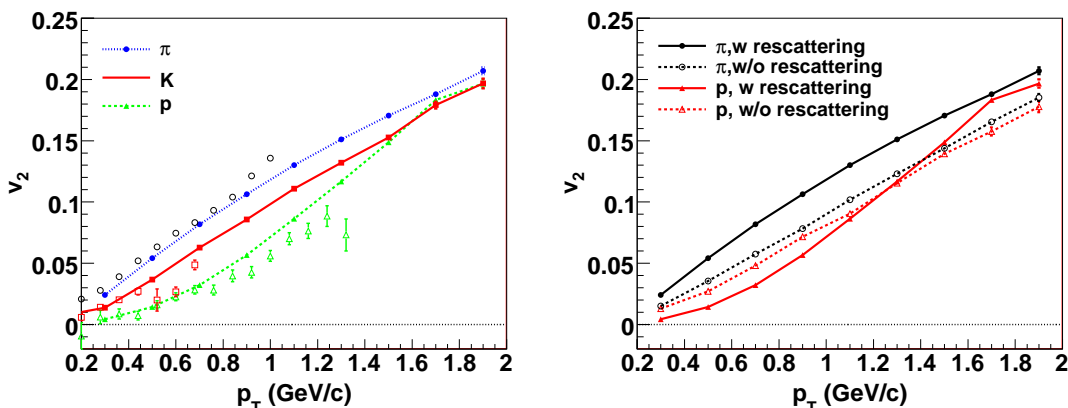 0.25
0.2
0.15
0.1
0.05
0
v2
π
K
p
0.2 0.4 0.6 0.8 1 1.2 1.4 1.6 1.8 2
pT (GeV/c)
0.25
0.2
0.15
0.1
0.05
0
v2
π,w rescattering
π,w/o rescattering
p, w rescattering
p, w/o rescattering
0.2 0.4 0.6 0.8 1 1.2 1.4 1.6 1.8 2
pT (GeV/c)